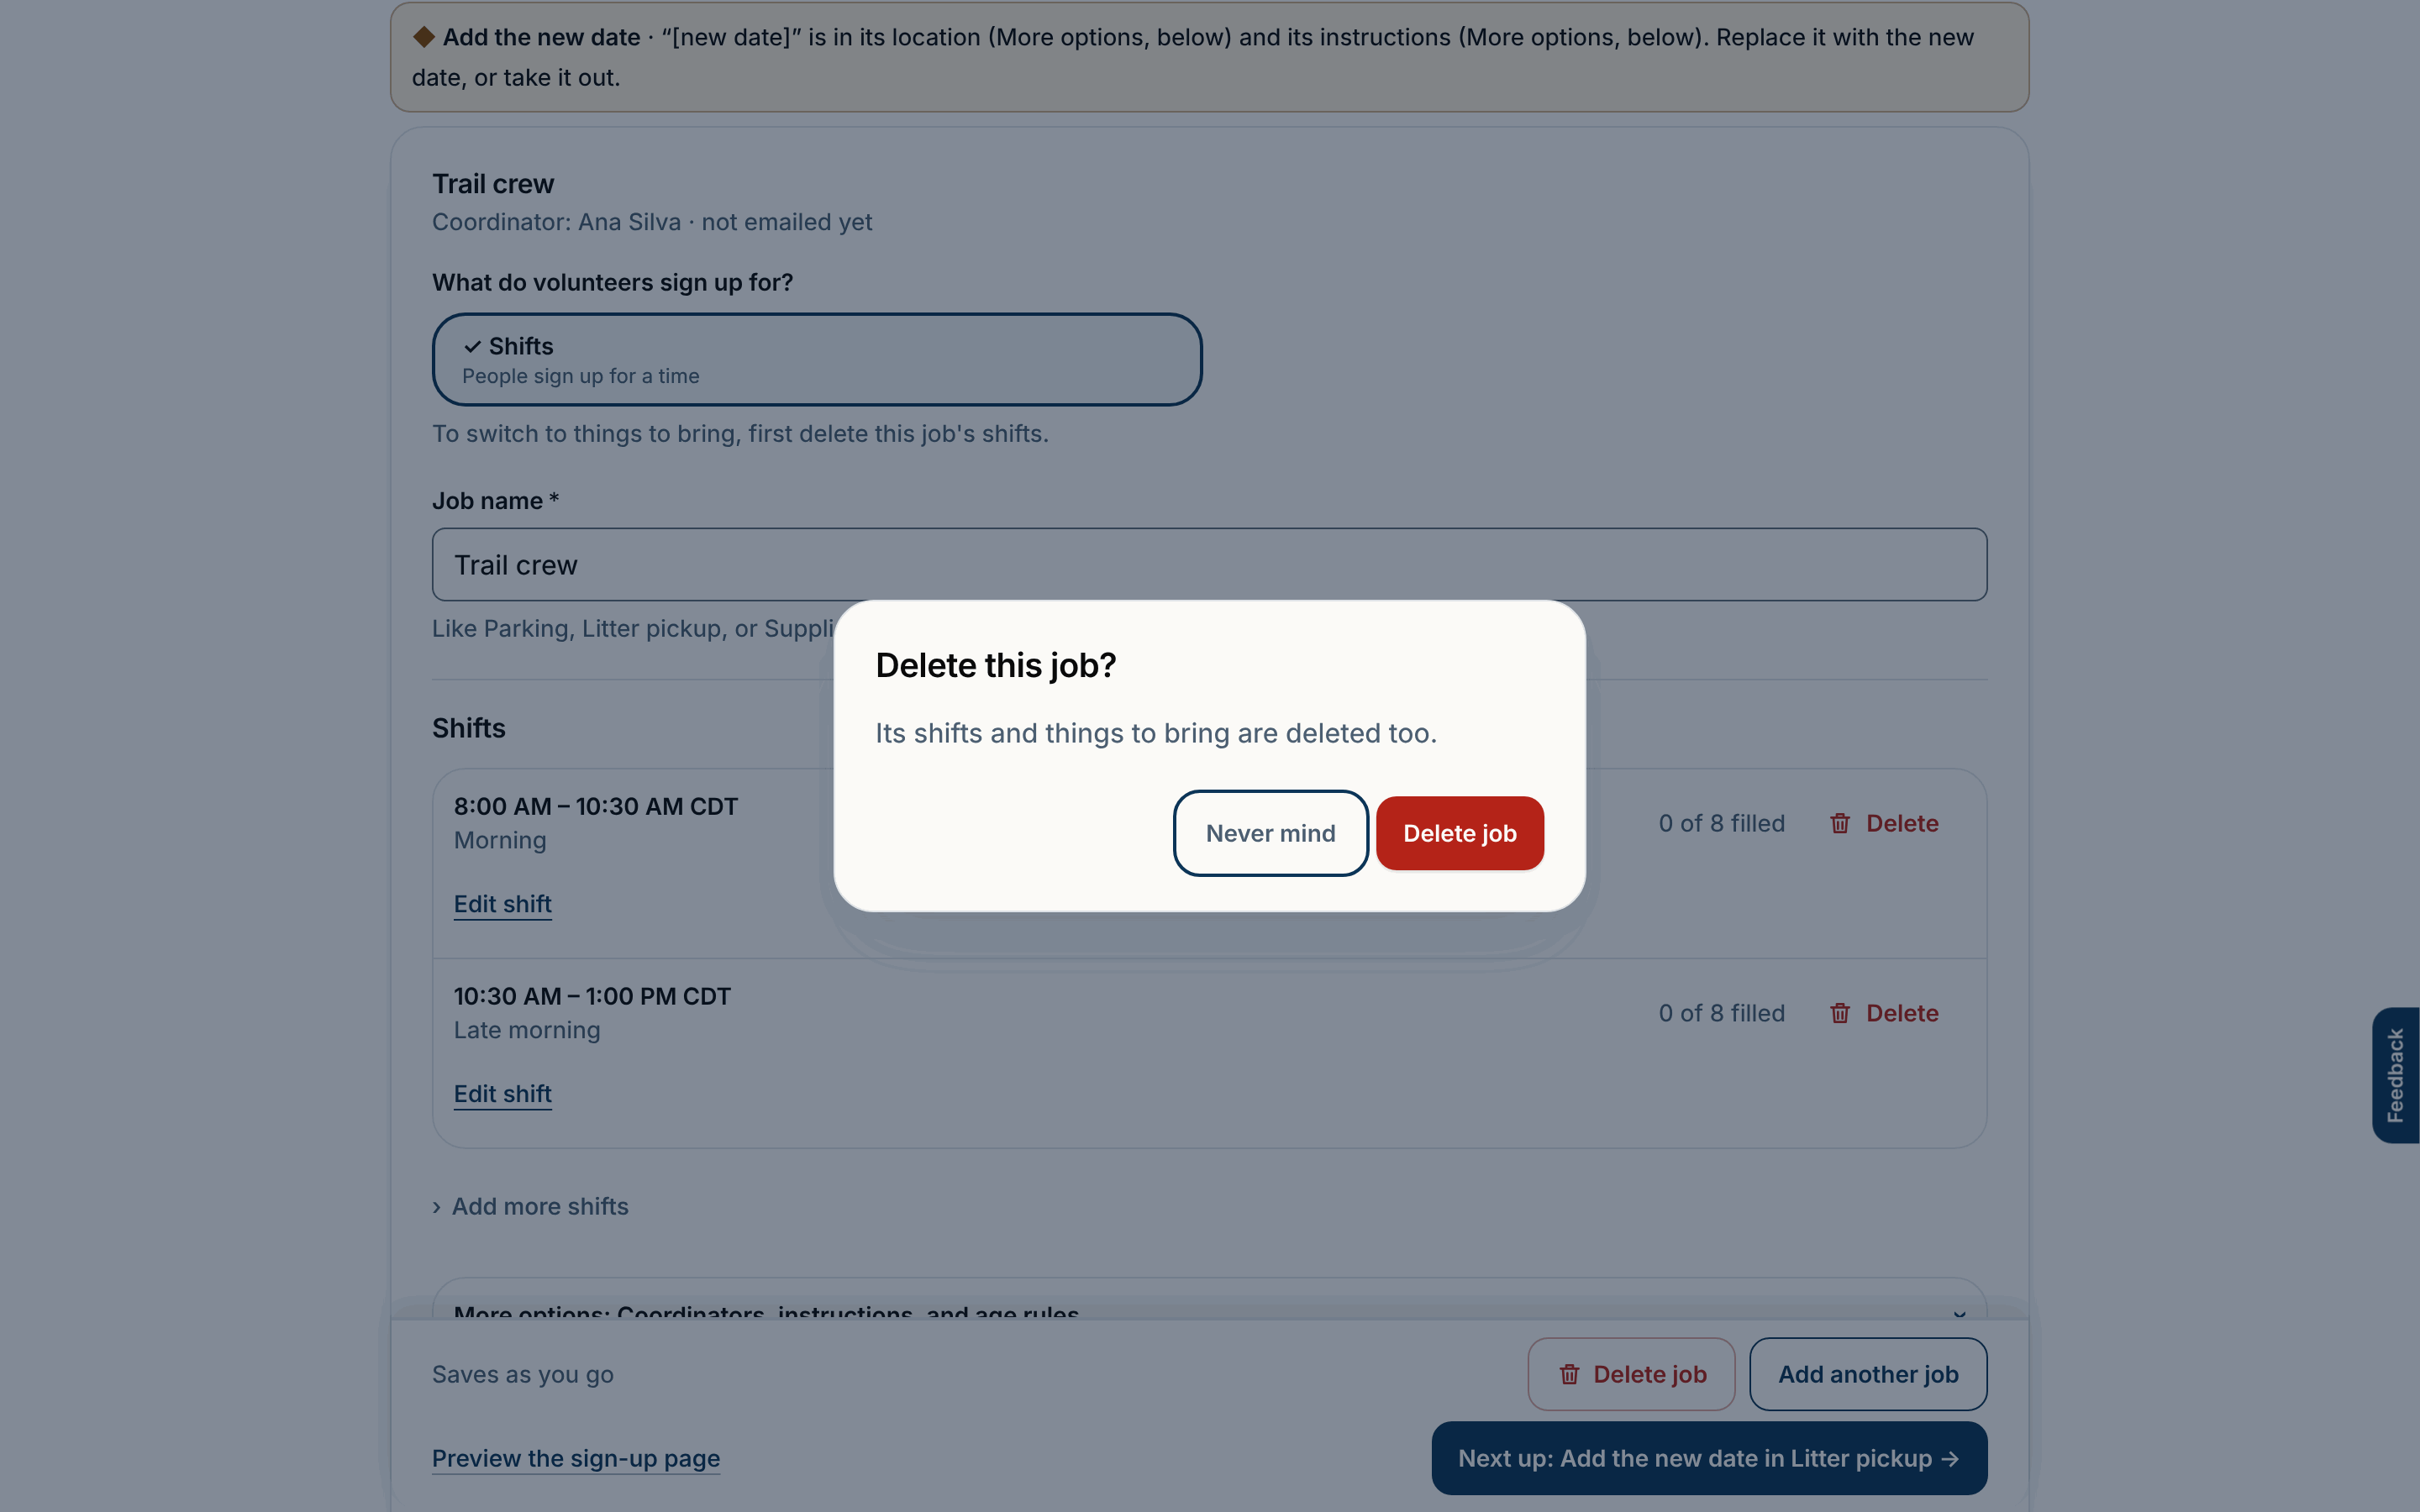 ◆ Add the new date · “[new date]” is in its location (More options, below) and its instructions (More options, below). Replace it with the new
date, or take it out.
Trail crew
Coordinator: Ana Silva · not emailed yet
What do volunteers sign up for?
✓ Shifts
People sign up for a time
To switch to things to bring, first delete this job's shifts.
Job name *
Trail crew
Like Parking, Litter pickup, or
Delete this job?
Its shifts and things to bring are deleted too.
Never mind
Delete job
Shifts
8:00 AM – 10:30 AM CDT
Morning
0 of 8 filled
Delete
Edit shift
10:30 AM – 1:00 PM CDT
Late morning
0 of 8 filled
Delete
Edit shift
› Add more shifts
More options: Coordinators, instructions, and age rules
Saves as you go
Delete job
Add another job
Preview the sign-up page
Next up: Add the new date in Litter pickup →
Feedback